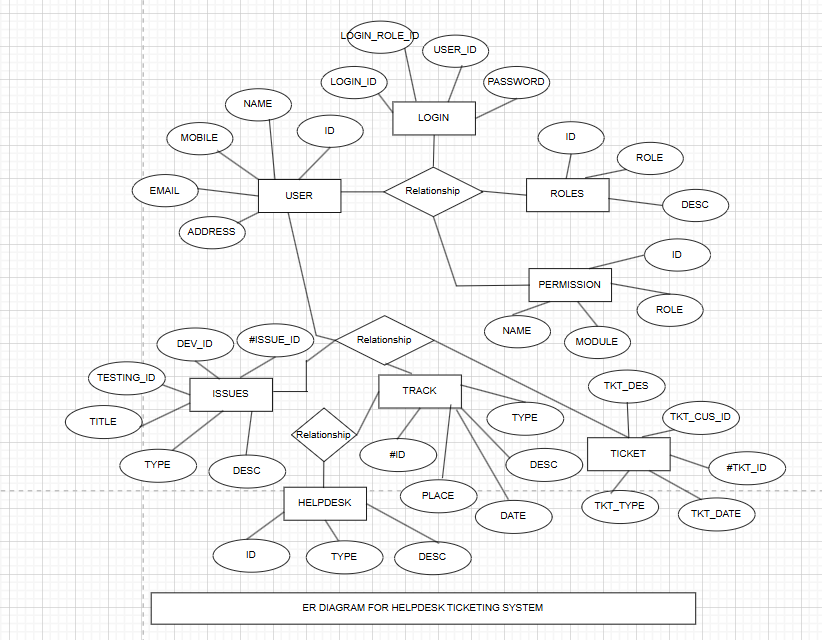 LOGIN_ROLE_ID
USER_ID
LOGIN_ID
PASSWORD
NAME
LOGIN
MOBILE
ID
ID
ROLE
EMAIL
USER
Relationship
ROLES
DESC
ADDRESS
ID
PERMISSION
ROLE
NAME
MODULE
DEV_ID
#ISSUE_ID
Relationship
TESTING_ID
ISSUES
TRACK
TKT_DES
TITLE
TYPE
TKT_CUS_ID
Relationship
#ID
TICKET
TYPE
DESC
DESC
#TKT_ID
HELPDESK
PLACE
DATE
TKT_TYPE
TKT_DATE
ID
TYPE
DESC
ER DIAGRAM FOR HELPDESK TICKETING SYSTEM